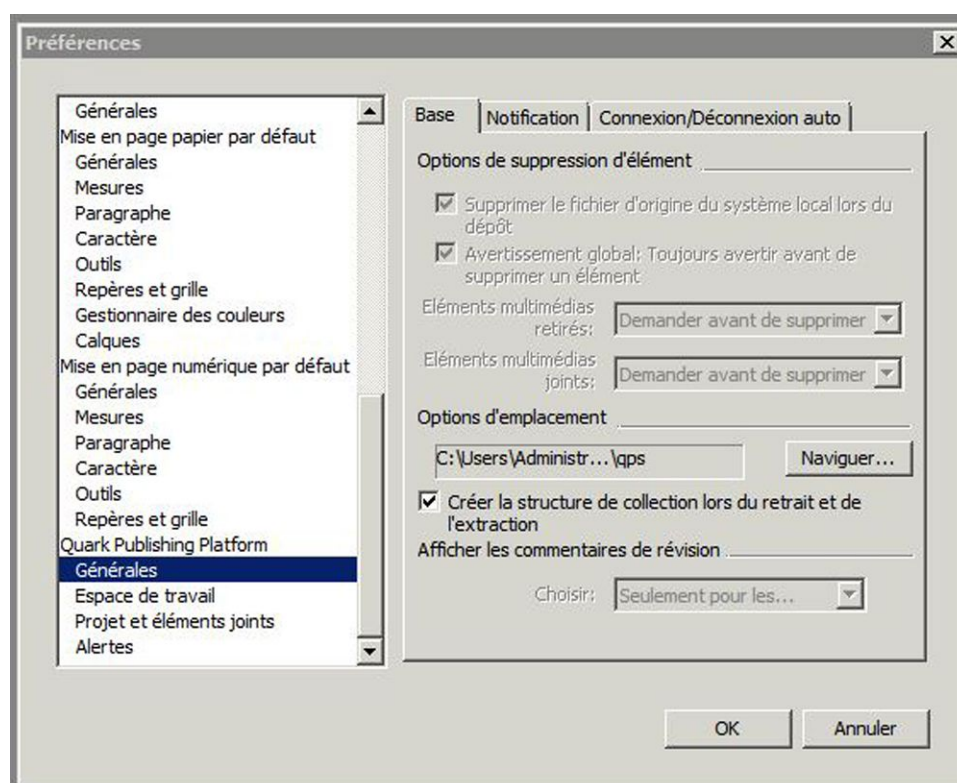 Préférences
Générales
Mise en page papier par défaut
Générales
Mesures
Paragraphe
Caractère
Outils
Repères et grille
Gestionnaire des couleurs
Calques
Mise en page numérique par défaut
Générales
Mesures
Paragraphe
Caractère
Outils
Repères et grille
Quark Publishing Platform
Générales
Espace de travail
Projet et éléments joints
Alertes
Base
Notification
Connexion/Déconnexion auto
Options de suppression d'élément
Supprimer le fichier d'origine du système local lors du
dépôt
Avertissement global: Toujours avertir avant de
supprimer un élément
Eléments multimédias
retirés:
Demander avant de supprimer
Eléments multimédias
joints:
Demander avant de supprimer
Options d'emplacement
C:\Users\Administr...\qps
Naviguer...
Créer la structure de collection lors du retrait et de
l'extraction
Afficher les commentaires de révision
Choisir:
Seulement pour les...
OK
Annuler